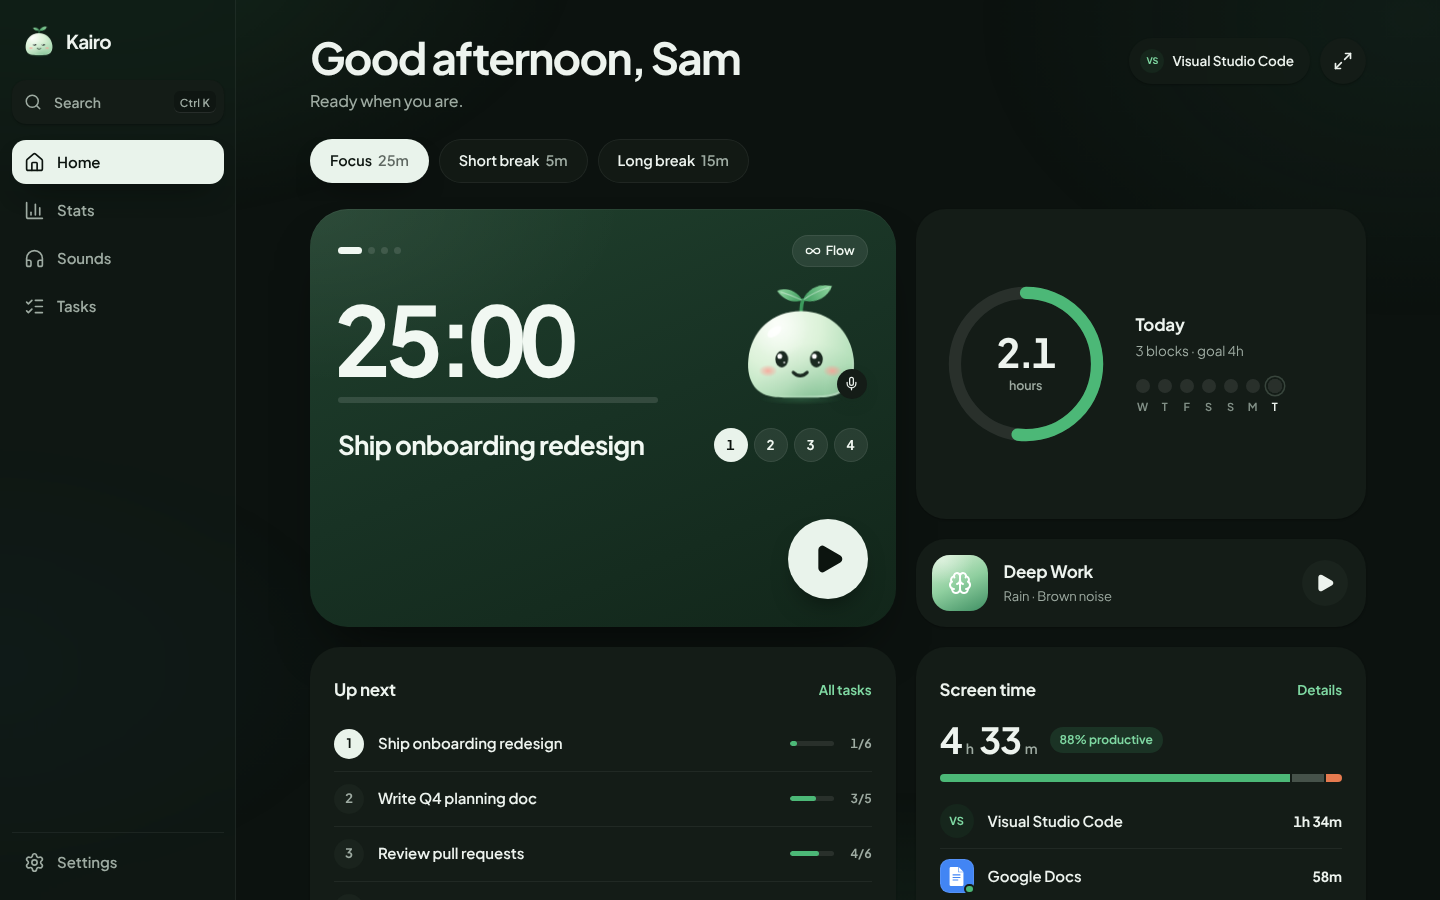 Kairo
Search
Ctrl K
Home
Stats
Sounds
Tasks
Settings
Good afternoon, Sam
Ready when you are.
VS Visual Studio Code
Focus 25m
Short break 5m
Long break 15m
Flow
25:00
Ship onboarding redesign
1 2 3 4
2.1
hours
Today
3 blocks · goal 4h
W T F S S M T
Deep Work
Rain · Brown noise
Up next
All tasks
1 Ship onboarding redesign 1/6
2 Write Q4 planning doc 3/5
3 Review pull requests 4/6
Screen time
Details
4 h 33 m
88% productive
VS Visual Studio Code 1h 34m
Google Docs 58m